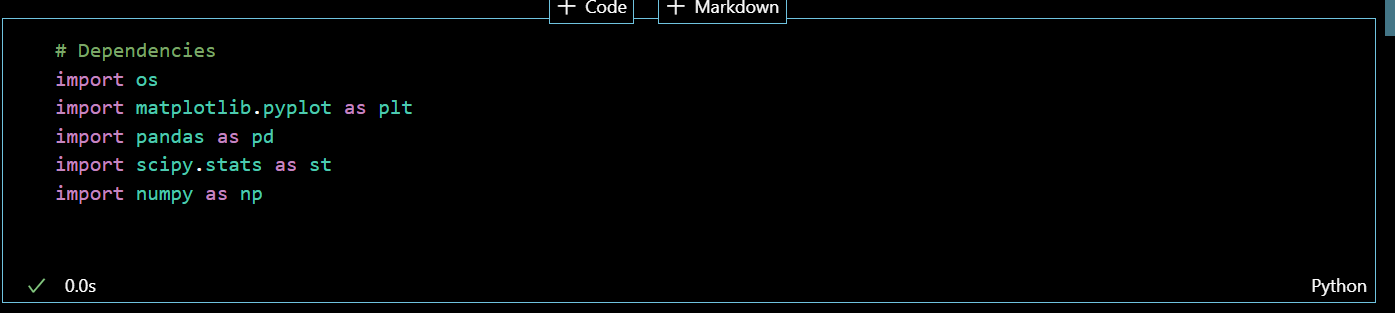 + Code + Markdown
# Dependencies
import os
import matplotlib.pyplot as plt
import pandas as pd
import scipy.stats as st
import numpy as np
0.0s Python